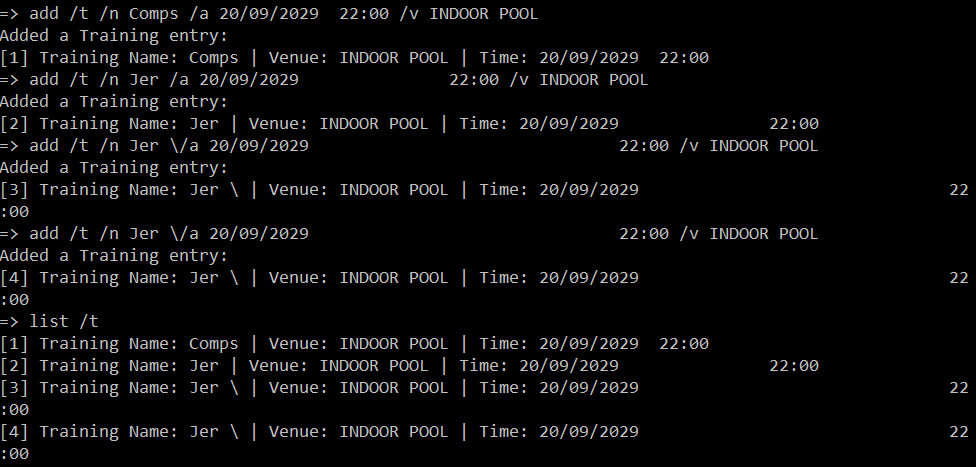 => add /t /n Comps /a 20/09/2029  22:00 /v INDOOR POOL
Added a Training entry:
[1] Training Name: Comps | Venue: INDOOR POOL | Time: 20/09/2029  22:00
=> add /t /n Jer /a 20/09/2029               22:00 /v INDOOR POOL
Added a Training entry:
[2] Training Name: Jer | Venue: INDOOR POOL | Time: 20/09/2029               22:00
=> add /t /n Jer \/a 20/09/2029                               22:00 /v INDOOR POOL
Added a Training entry:
[3] Training Name: Jer \ | Venue: INDOOR POOL | Time: 20/09/2029                               22
:00
=> add /t /n Jer \/a 20/09/2029                               22:00 /v INDOOR POOL
Added a Training entry:
[4] Training Name: Jer \ | Venue: INDOOR POOL | Time: 20/09/2029                               22
:00
=> list /t
[1] Training Name: Comps | Venue: INDOOR POOL | Time: 20/09/2029  22:00
[2] Training Name: Jer | Venue: INDOOR POOL | Time: 20/09/2029               22:00
[3] Training Name: Jer \ | Venue: INDOOR POOL | Time: 20/09/2029                               22
:00
[4] Training Name: Jer \ | Venue: INDOOR POOL | Time: 20/09/2029                               22
:00